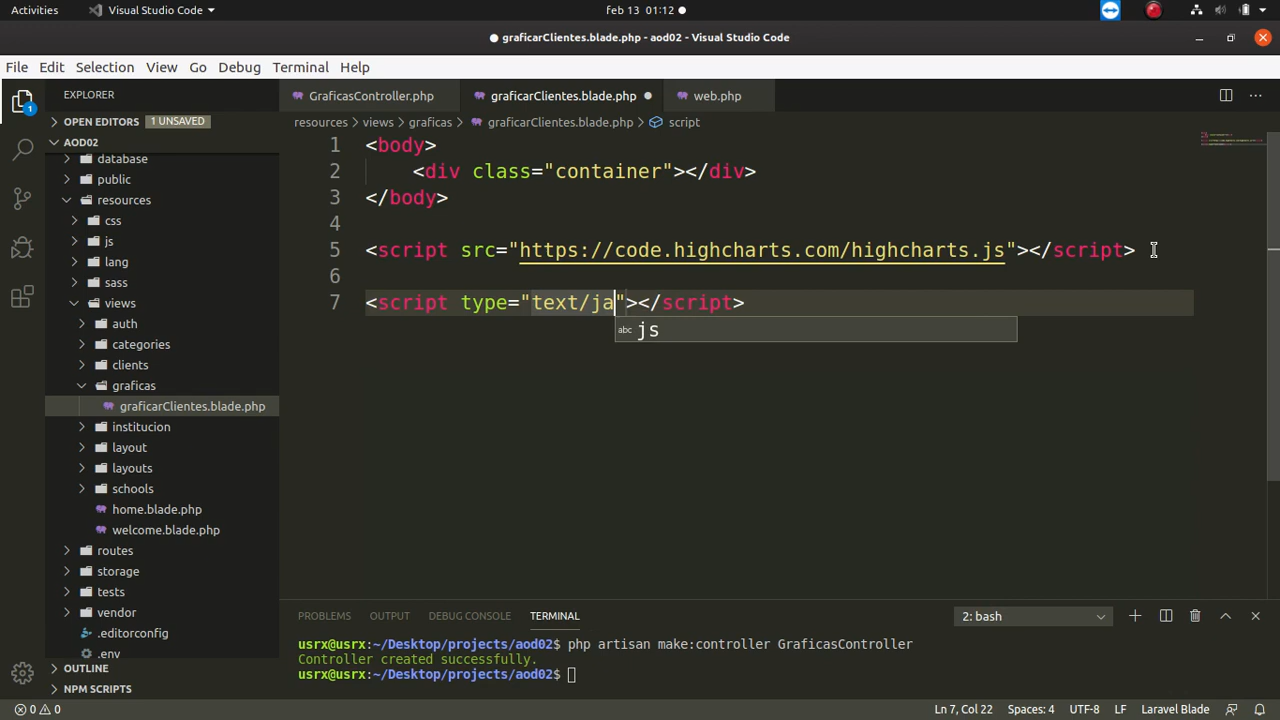 Activities
Visual Studio Code
feb 13 01:12
graficarClientes.blade.php - aod02 - Visual Studio Code
File Edit Selection View Go Debug Terminal Help
EXPLORER
GraficasController.php
graficarClientes.blade.php
web.php
OPEN EDITORS 1 UNSAVED
resources > views > graficas > graficarClientes.blade.php > script
AOD02
database
public
resources
css
js
lang
sass
views
auth
categories
clients
graficas
graficarClientes.blade.php
institucion
layout
layouts
schools
home.blade.php
welcome.blade.php
routes
storage
tests
vendor
.editorconfig
.env
OUTLINE
NPM SCRIPTS
1
1 <body>
2 <div class="container"></div>
3 </body>
4
5 <script src="https://code.highcharts.com/highcharts.js"></script>
6
7 <script type="text/ja"></script>
abc js
PROBLEMS OUTPUT DEBUG CONSOLE TERMINAL
2: bash
usrx@usrx:~/Desktop/projects/aod02$ php artisan make:controller GraficasController
Controller created successfully.
usrx@usrx:~/Desktop/projects/aod02$
0 0
Ln 7, Col 22 Spaces: 4 UTF-8 LF Laravel Blade